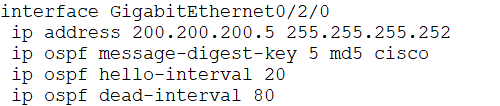 interface GigabitEthernet0/2/0
ip address 200.200.200.5 255.255.255.252
ip ospf message-digest-key 5 md5 cisco
ip ospf hello-interval 20
ip ospf dead-interval 80